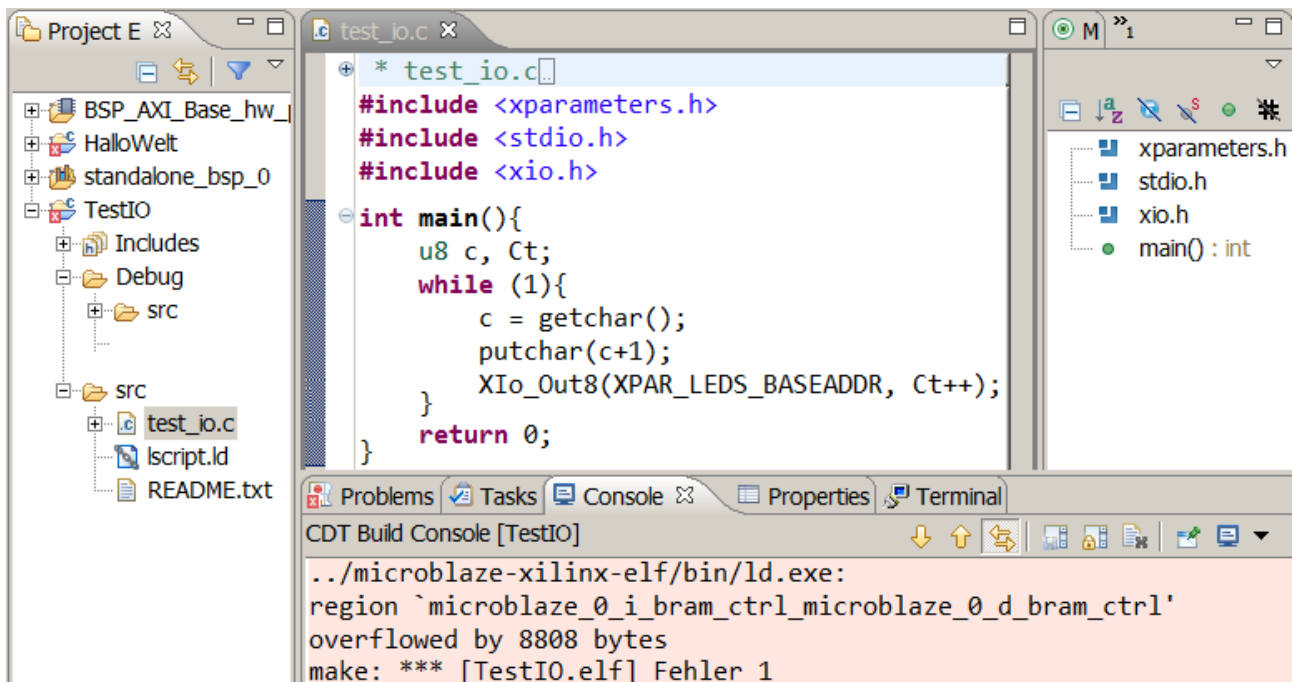 Project E
BSP_AXI_Base_hw_p
HalloWelt
standalone_bsp_0
TestIO
Includes
Debug
src
src
test_io.c
lscript.ld
README.txt
test_io.c
* test_io.c
#include <xparameters.h>
#include <stdio.h>
#include <xio.h>
int main(){
u8 c, Ct;
while (1){
c = getchar();
putchar(c+1);
XIo_Out8(XPAR_LEDS_BASEADDR, Ct++);
}
return 0;
}
M »1
xparameters.h
stdio.h
xio.h
main() : int
Problems Tasks Console Properties Terminal
CDT Build Console [TestIO]
../microblaze-xilinx-elf/bin/ld.exe:
region `microblaze_0_i_bram_ctrl_microblaze_0_d_bram_ctrl'
overflowed by 8808 bytes
make: *** [TestIO.elf] Fehler 1